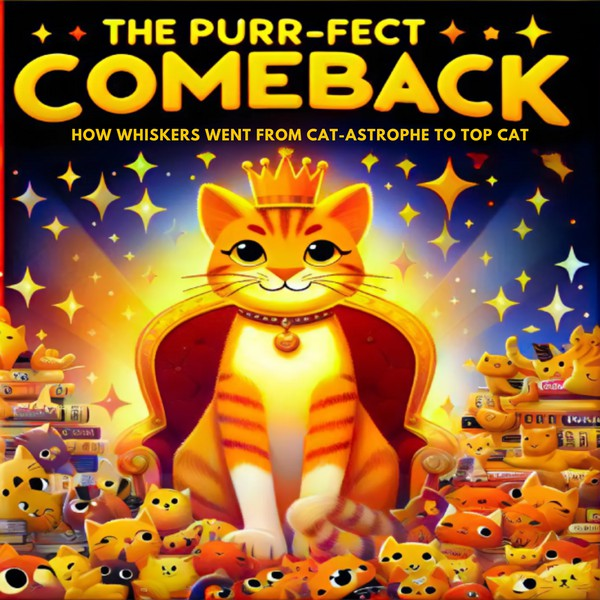 THE PURR-FECT
COMEBACK
HOW WHISKERS WENT FROM CAT-ASTROPHE TO TOP CAT